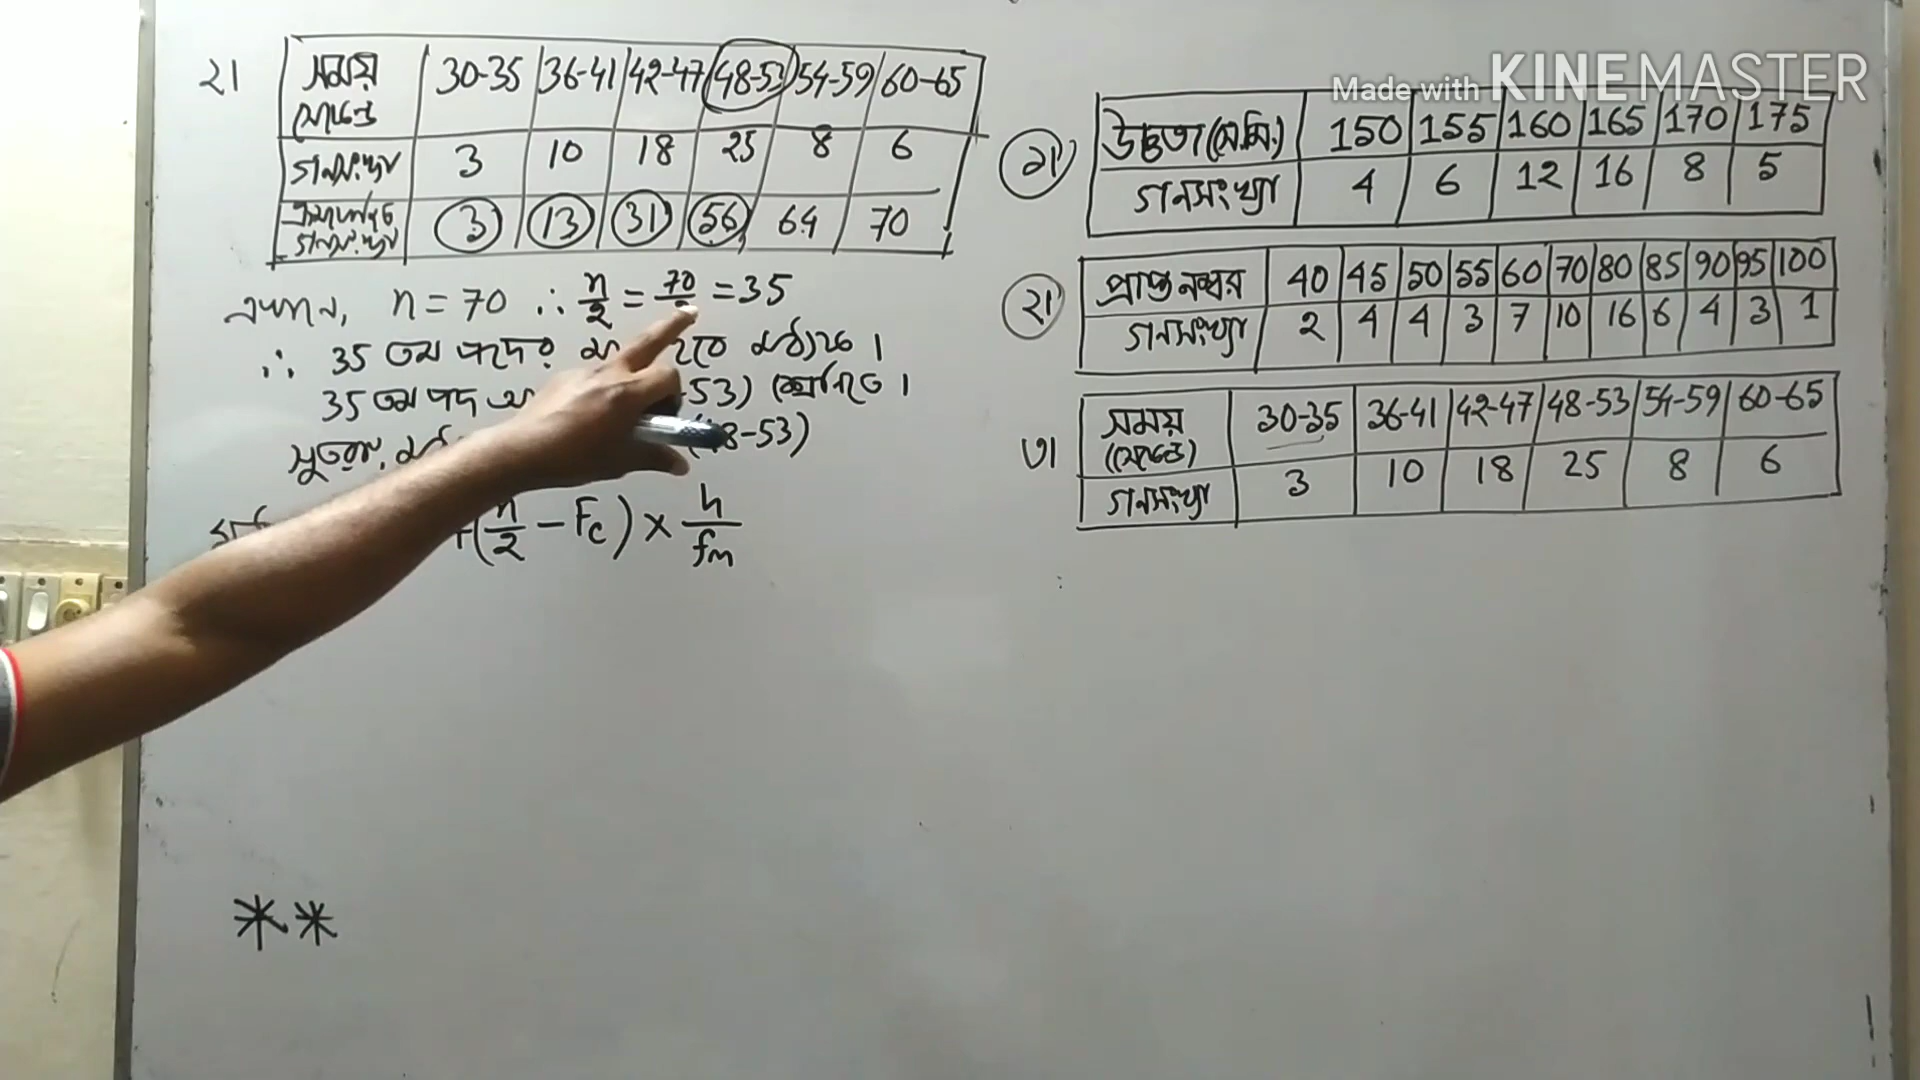 ২। সময় 30-35 36-41 42-47 48-53 54-59 60-65
গনসংখ্যা 3 10 18 25 8 6
গনসংখ্যা 3 13 31 56 64 70
এখানে, n = 70 ∴ n/2 = 70/ = 35
∴ 35 তম পদের
35 তম পদ -53)
সুতরাং, 8-53)
(n/2 - Fc) × h/fm
**
Made with KINEMASTER
১। উচ্চতা (সে.মি.) 150 155 160 165 170 175
গনসংখ্যা 4 6 12 16 8 5
২। প্রাপ্ত নম্বর 40 45 50 55 60 70 80 85 90 95 100
গনসংখ্যা 2 4 4 3 7 10 16 6 4 3 1
৩। সময় 30-35 36-41 42-47 48-53 54-59 60-65
(সেকেন্ডে)
গনসংখ্যা 3 10 18 25 8 6